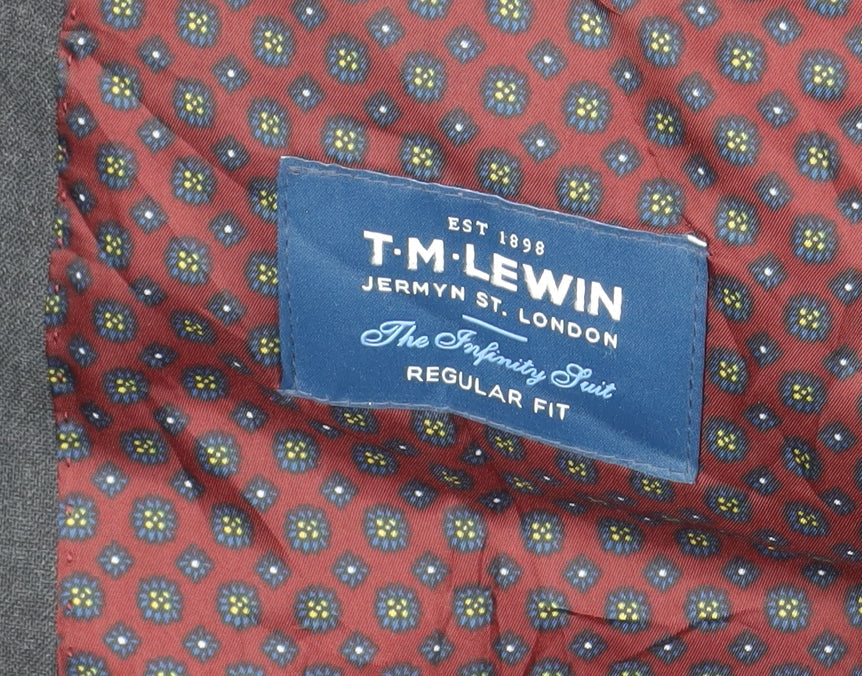 EST 1898
T·M·LEWIN
JERMYN ST. LONDON
The Infinity Suit
REGULAR FIT